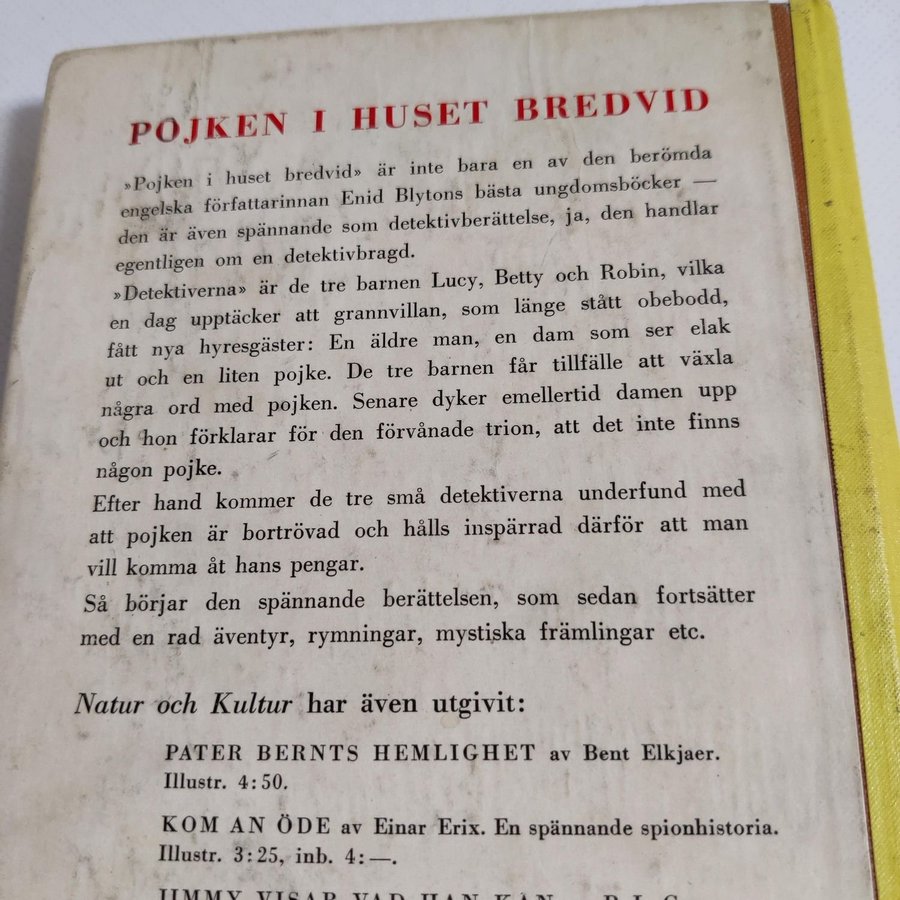 POJKEN I HUSET BREDVID
»Pojken i huset bredvid» är inte bara en av den berömda
engelska författarinnan Enid Blytons bästa ungdomsböcker —
den är även spännande som detektivberättelse, ja, den handlar
egentligen om en detektivbragd.
»Detektiverna» är de tre barnen Lucy, Betty och Robin, vilka
en dag upptäcker att grannvillan, som länge stått obebodd,
fått nya hyresgäster: En äldre man, en dam som ser elak
ut och en liten pojke. De tre barnen får tillfälle att växla
några ord med pojken. Senare dyker emellertid damen upp
och hon förklarar för den förvånade trion, att det inte finns
någon pojke.
Efter hand kommer de tre små detektiverna underfund med
att pojken är bortrövad och hålls inspärrad därför att man
vill komma åt hans pengar.
Så börjar den spännande berättelsen, som sedan fortsätter
med en rad äventyr, rymningar, mystiska främlingar etc.
Natur och Kultur har även utgivit:
PATER BERNTS HEMLIGHET av Bent Elkjaer.
Illustr. 4:50.
KOM AN ÖDE av Einar Erix. En spännande spionhistoria.
Illustr. 3:25, inb. 4:—.
JIMMY VISAR VAD HAN KAN